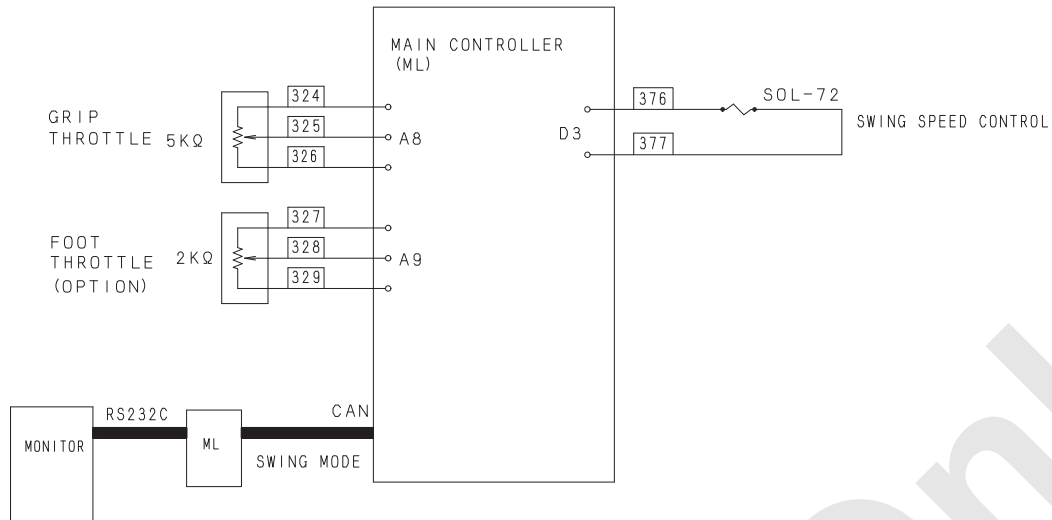 MAIN CONTROLLER
(ML)
GRIP
THROTTLE 5KΩ
324
325
326
A8
376
SOL-72
D3
377
SWING SPEED CONTROL
FOOT
THROTTLE
(OPTION)
2KΩ
327
328
329
A9
MONITOR
RS232C
ML
CAN
SWING MODE